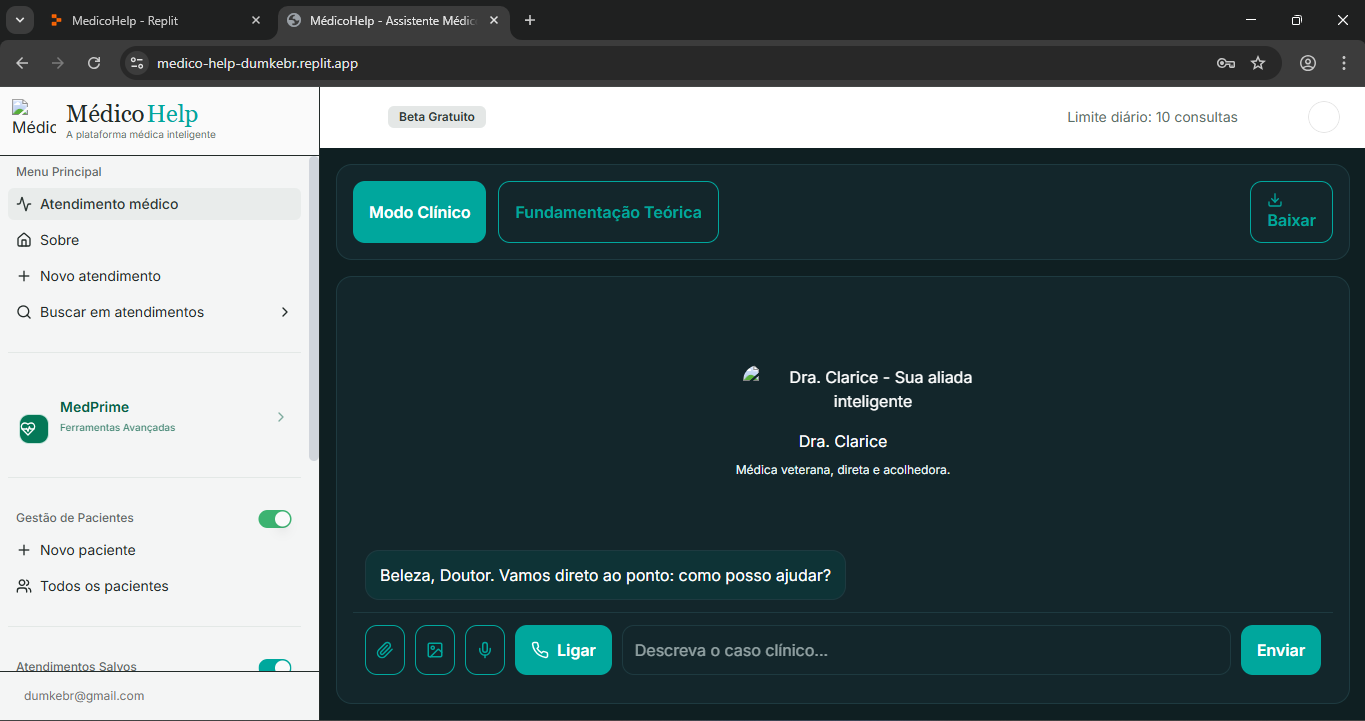 MedicoHelp - Replit
MédicoHelp - Assistente Médic
medico-help-dumkebr.replit.app
Médic
MédicoHelp
A plataforma médica inteligente
Beta Gratuito
Limite diário: 10 consultas
Menu Principal
Atendimento médico
Sobre
Novo atendimento
Buscar em atendimentos
MedPrime
Ferramentas Avançadas
Gestão de Pacientes
Novo paciente
Todos os pacientes
Atendimentos Salvos
dumkebr@gmail.com
Modo Clínico
Fundamentação Teórica
Baixar
Dra. Clarice - Sua aliada
inteligente
Dra. Clarice
Médica veterana, direta e acolhedora.
Beleza, Doutor. Vamos direto ao ponto: como posso ajudar?
Ligar
Descreva o caso clínico...
Enviar